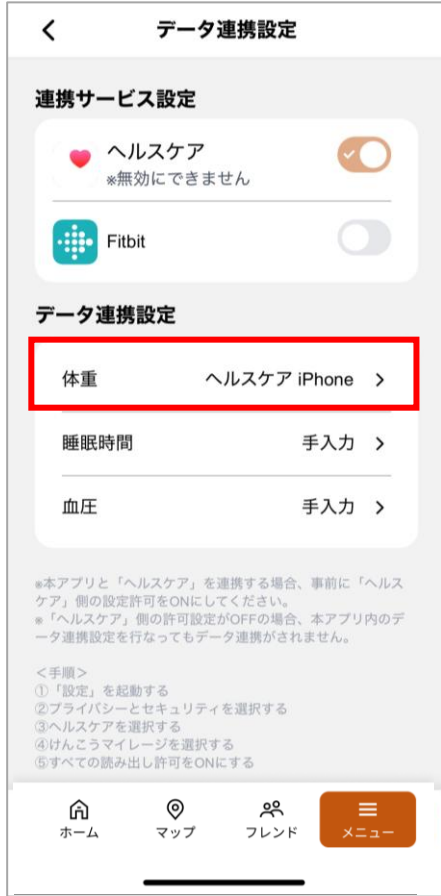 データ連携設定
連携サービス設定
ヘルスケア
※無効にできません
Fitbit
データ連携設定
体重 ヘルスケア iPhone
睡眠時間 手入力
血圧 手入力
※本アプリと「ヘルスケア」を連携する場合、事前に「ヘルス
ケア」側の設定許可をONにしてください。
※「ヘルスケア」側の許可設定がOFFの場合、本アプリ内のデ
ータ連携設定を行なってもデータ連携がされません。
＜手順＞
①「設定」を起動する
②プライバシーとセキュリティを選択する
③ヘルスケアを選択する
④けんこうマイレージを選択する
⑤すべての読み出し許可をONにする
ホーム マップ フレンド メニュー